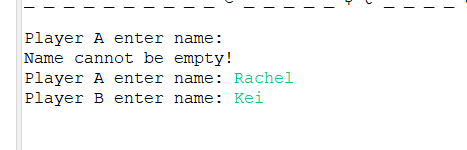 Player A enter name:
Name cannot be empty!
Player A enter name: Rachel
Player B enter name: Kei